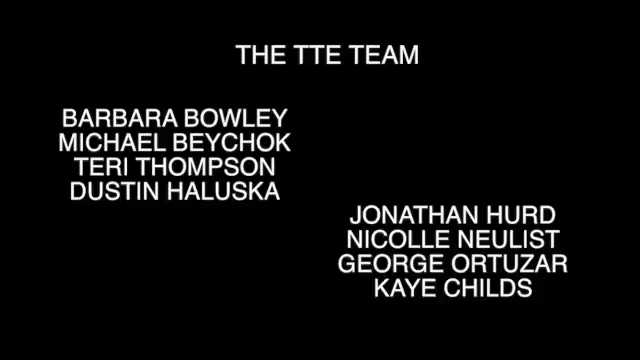 THE TTE TEAM
BARBARA BOWLEY
MICHAEL BEYCHOK
TERI THOMPSON
DUSTIN HALUSKA
JONATHAN HURD
NICOLLE NEULIST
GEORGE ORTUZAR
KAYE CHILDS